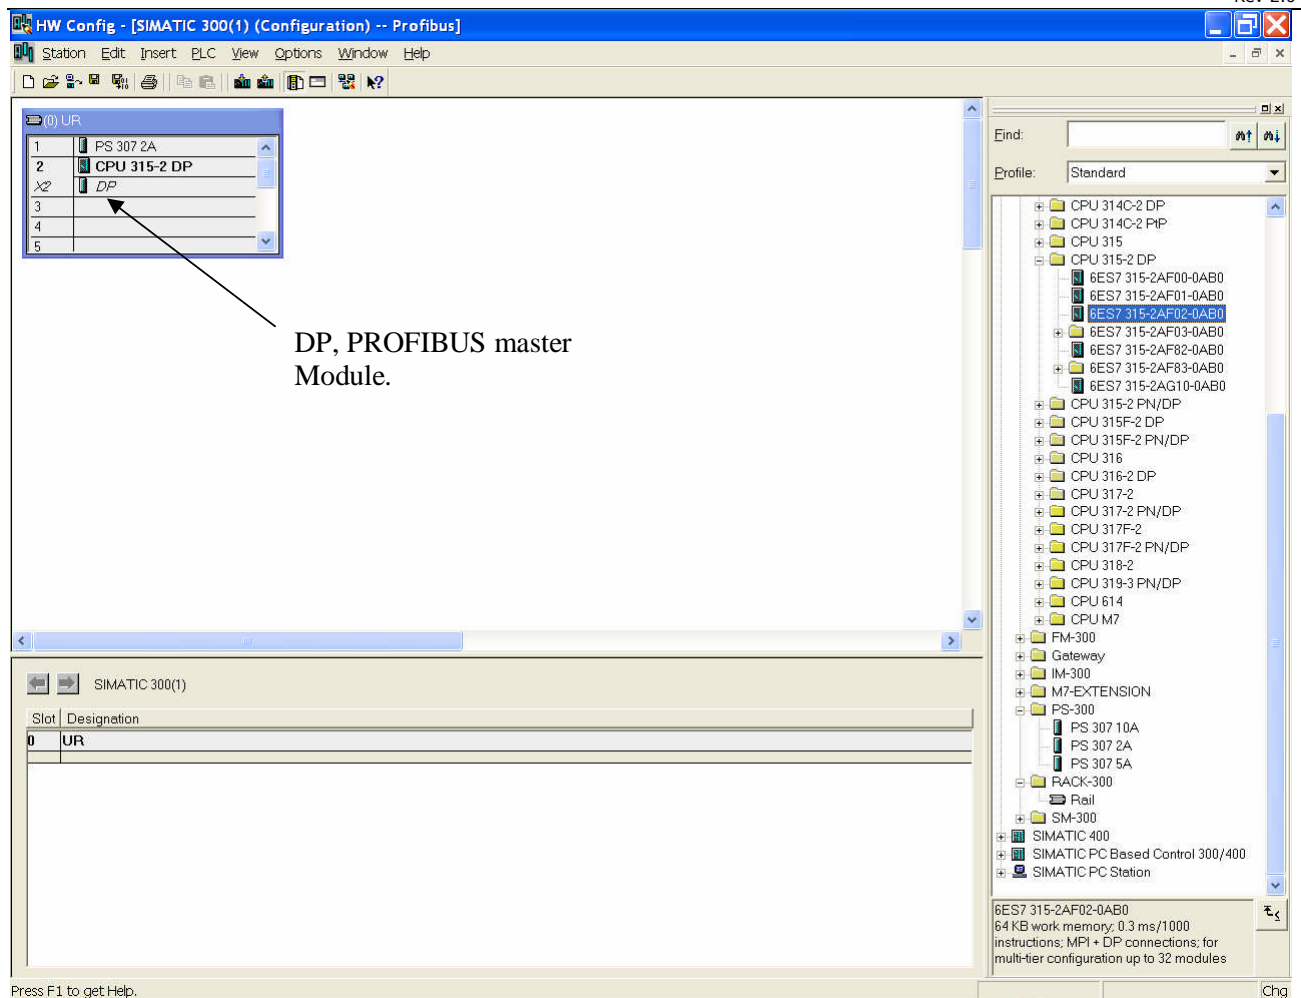 Rev 2.0
HW Config - [SIMATIC 300(1) (Configuration) -- Profibus]
Station Edit Insert PLC View Options Window Help
(0) UR
1 PS 307 2A
2 CPU 315-2 DP
X2 DP
3
4
5
DP, PROFIBUS master
Module.
Find:
Profile: Standard
CPU 314C-2 DP
CPU 314C-2 PtP
CPU 315
CPU 315-2 DP
6ES7 315-2AF00-0AB0
6ES7 315-2AF01-0AB0
6ES7 315-2AF02-0AB0
6ES7 315-2AF03-0AB0
6ES7 315-2AF82-0AB0
6ES7 315-2AF83-0AB0
6ES7 315-2AG10-0AB0
CPU 315-2 PN/DP
CPU 315F-2 DP
CPU 315F-2 PN/DP
CPU 316
CPU 316-2 DP
CPU 317-2
CPU 317-2 PN/DP
CPU 317F-2
CPU 317F-2 PN/DP
CPU 318-2
CPU 319-3 PN/DP
CPU 614
CPU M7
FM-300
Gateway
IM-300
M7-EXTENSION
PS-300
PS 307 10A
PS 307 2A
PS 307 5A
RACK-300
Rail
SM-300
SIMATIC 400
SIMATIC PC Based Control 300/400
SIMATIC PC Station
6ES7 315-2AF02-0AB0
64 KB work memory; 0.3 ms/1000
instructions; MPI + DP connections; for
multi-tier configuration up to 32 modules
SIMATIC 300(1)
Slot Designation
0 UR
Press F1 to get Help.
Chg